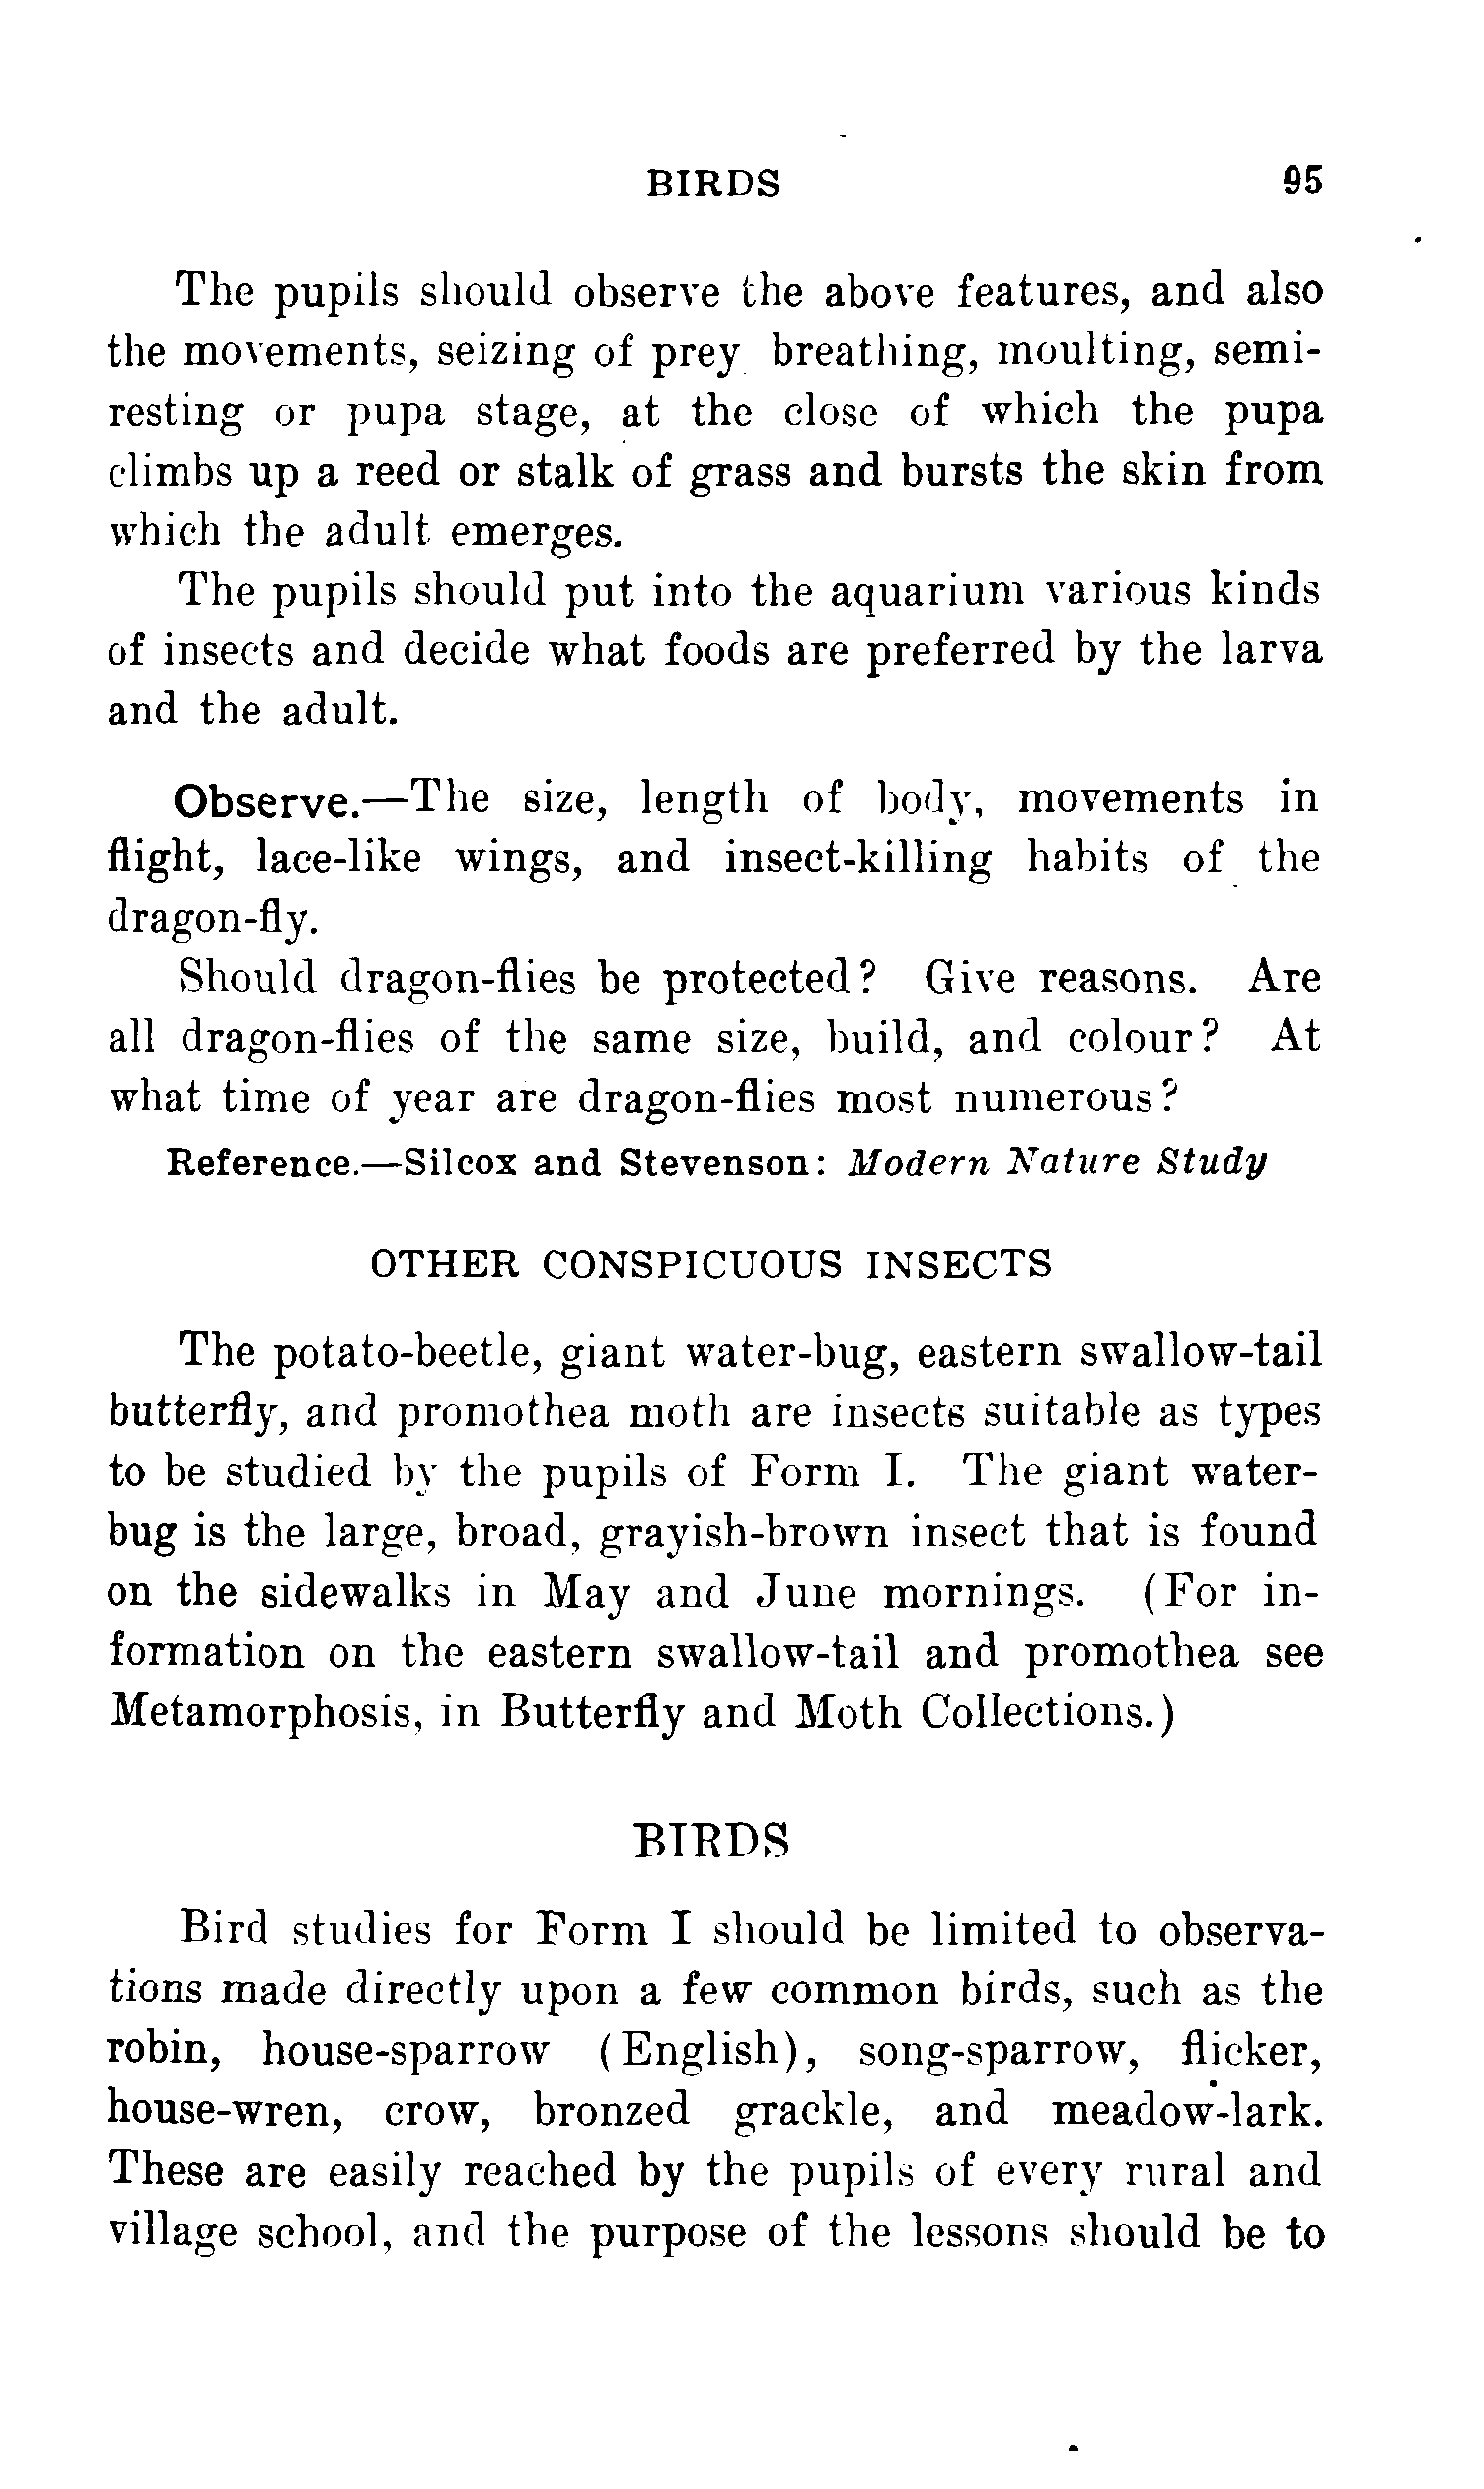 BIRDS 95
The pupils should observe the above features, and also
the movements, seizing of prey breathing, moulting, semi-
resting or pupa stage, at the close of which the pupa
climbs up a reed or stalk of grass and bursts the skin from
which the adult emerges.
The pupils should put into the aquarium various kinds
of insects and decide what foods are preferred by the larva
and the adult.
Observe.—The size, length of body, movements in
flight, lace-like wings, and insect-killing habits of the
dragon-fly.
Should dragon-flies be protected? Give reasons. Are
all dragon-flies of the same size, build, and colour? At
what time of year are dragon-flies most numerous?
Reference.—Silcox and Stevenson: Modern Nature Study
OTHER CONSPICUOUS INSECTS
The potato-beetle, giant water-bug, eastern swallow-tail
butterfly, and promothea moth are insects suitable as types
to be studied by the pupils of Form I. The giant water-
bug is the large, broad, grayish-brown insect that is found
on the sidewalks in May and June mornings. (For in-
formation on the eastern swallow-tail and promothea see
Metamorphosis, in Butterfly and Moth Collections.)
BIRDS
Bird studies for Form I should be limited to observa-
tions made directly upon a few common birds, such as the
robin, house-sparrow (English), song-sparrow, flicker,
house-wren, crow, bronzed grackle, and meadow-lark.
These are easily reached by the pupils of every rural and
village school, and the purpose of the lessons should be to